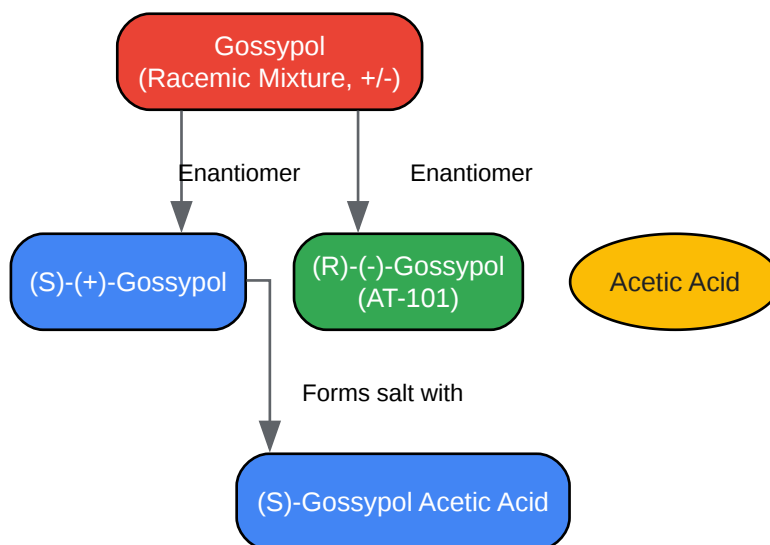 Gossypol
(Racemic Mixture, +/-)
Enantiomer
Enantiomer
(S)-(+)-Gossypol
(R)-(-)-Gossypol
(AT-101)
Acetic Acid
Forms salt with
(S)-Gossypol Acetic Acid